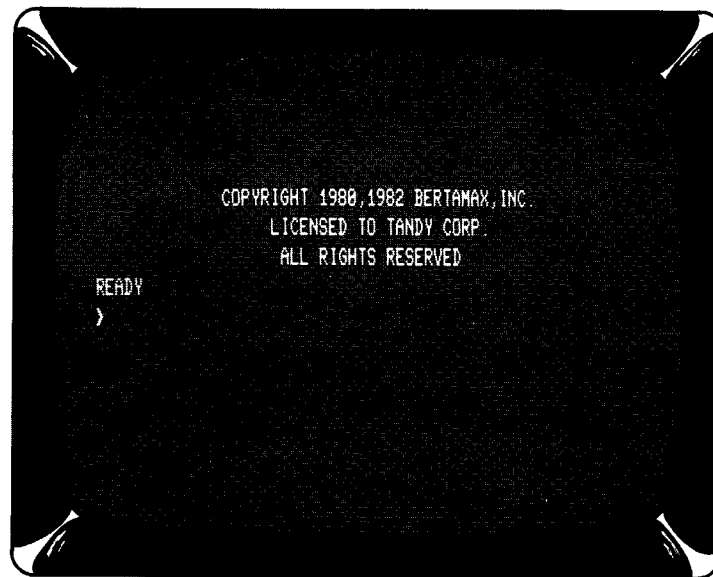 COPYRIGHT 1980,1982 BERTAMAX,INC.
LICENSED TO TANDY CORP.
ALL RIGHTS RESERVED
READY
>